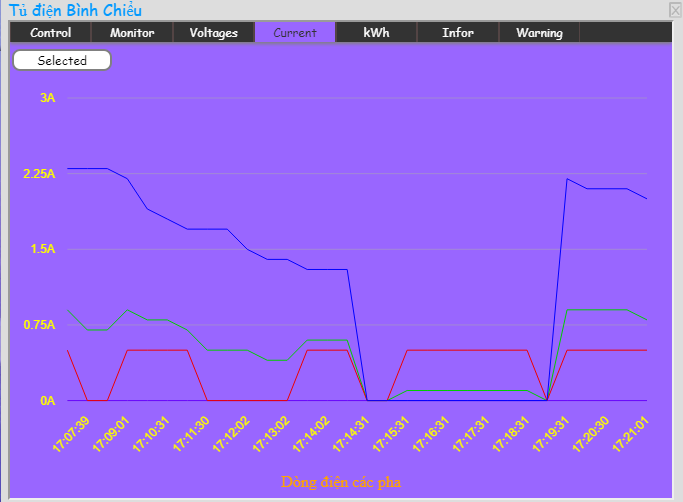 Tủ điện Bình Chiểu
Control Monitor Voltages Current kWh Infor Warning
Selected
3A
2.25A
1.5A
0.75A
0A
17:07:39 17:09:01 17:10:31 17:11:30 17:12:02 17:13:02 17:14:02 17:14:31 17:15:31 17:16:31 17:17:31 17:18:31 17:19:31 17:20:30 17:21:01
Dòng điện các pha